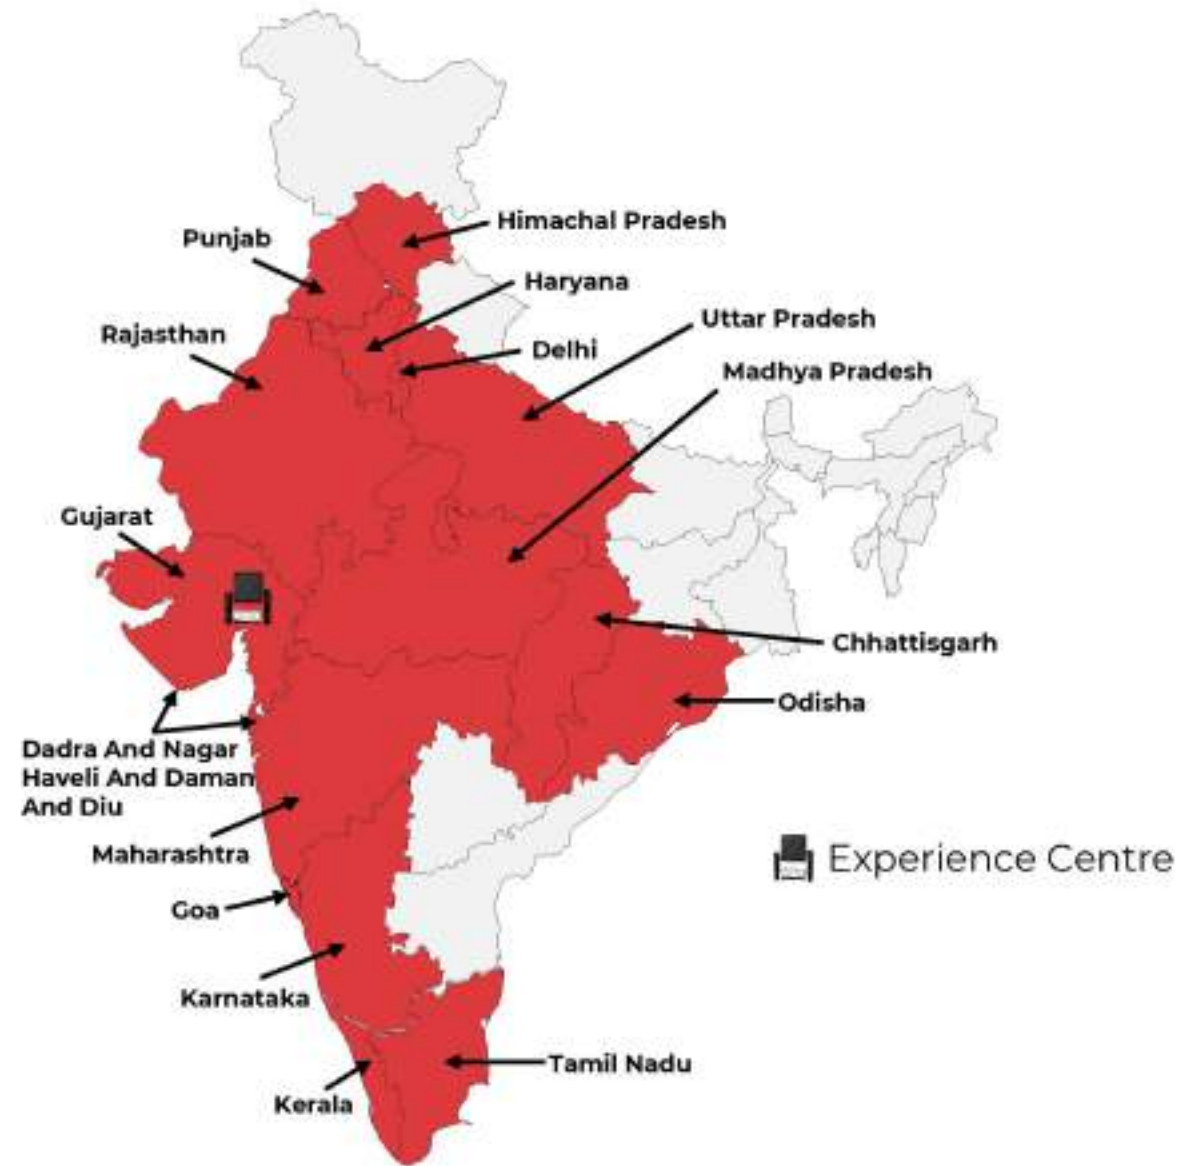 Himachal Pradesh
Punjab
Haryana
Uttar Pradesh
Rajasthan
Delhi
Madhya Pradesh
Gujarat
Chhattisgarh
Odisha
Dadra And Nagar
Haveli And Daman
And Diu
Maharashtra
Experience Centre
Goa
Karnataka
Tamil Nadu
Kerala